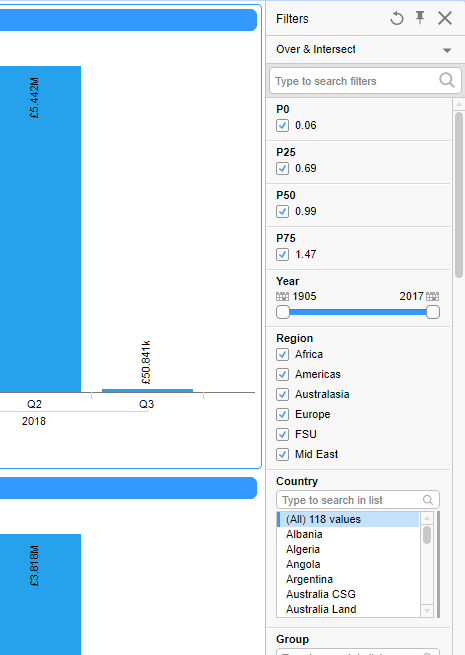 £5.442M
£50.841k
Q2
Q3
2018
£3.818M
Filters
Over & Intersect
Type to search filters
P0
0.06
P25
0.69
P50
0.99
P75
1.47
Year
1905 2017
Region
Africa
Americas
Australasia
Europe
FSU
Mid East
Country
Type to search in list
(All) 118 values
Albania
Algeria
Angola
Argentina
Australia CSG
Australia Land
Group